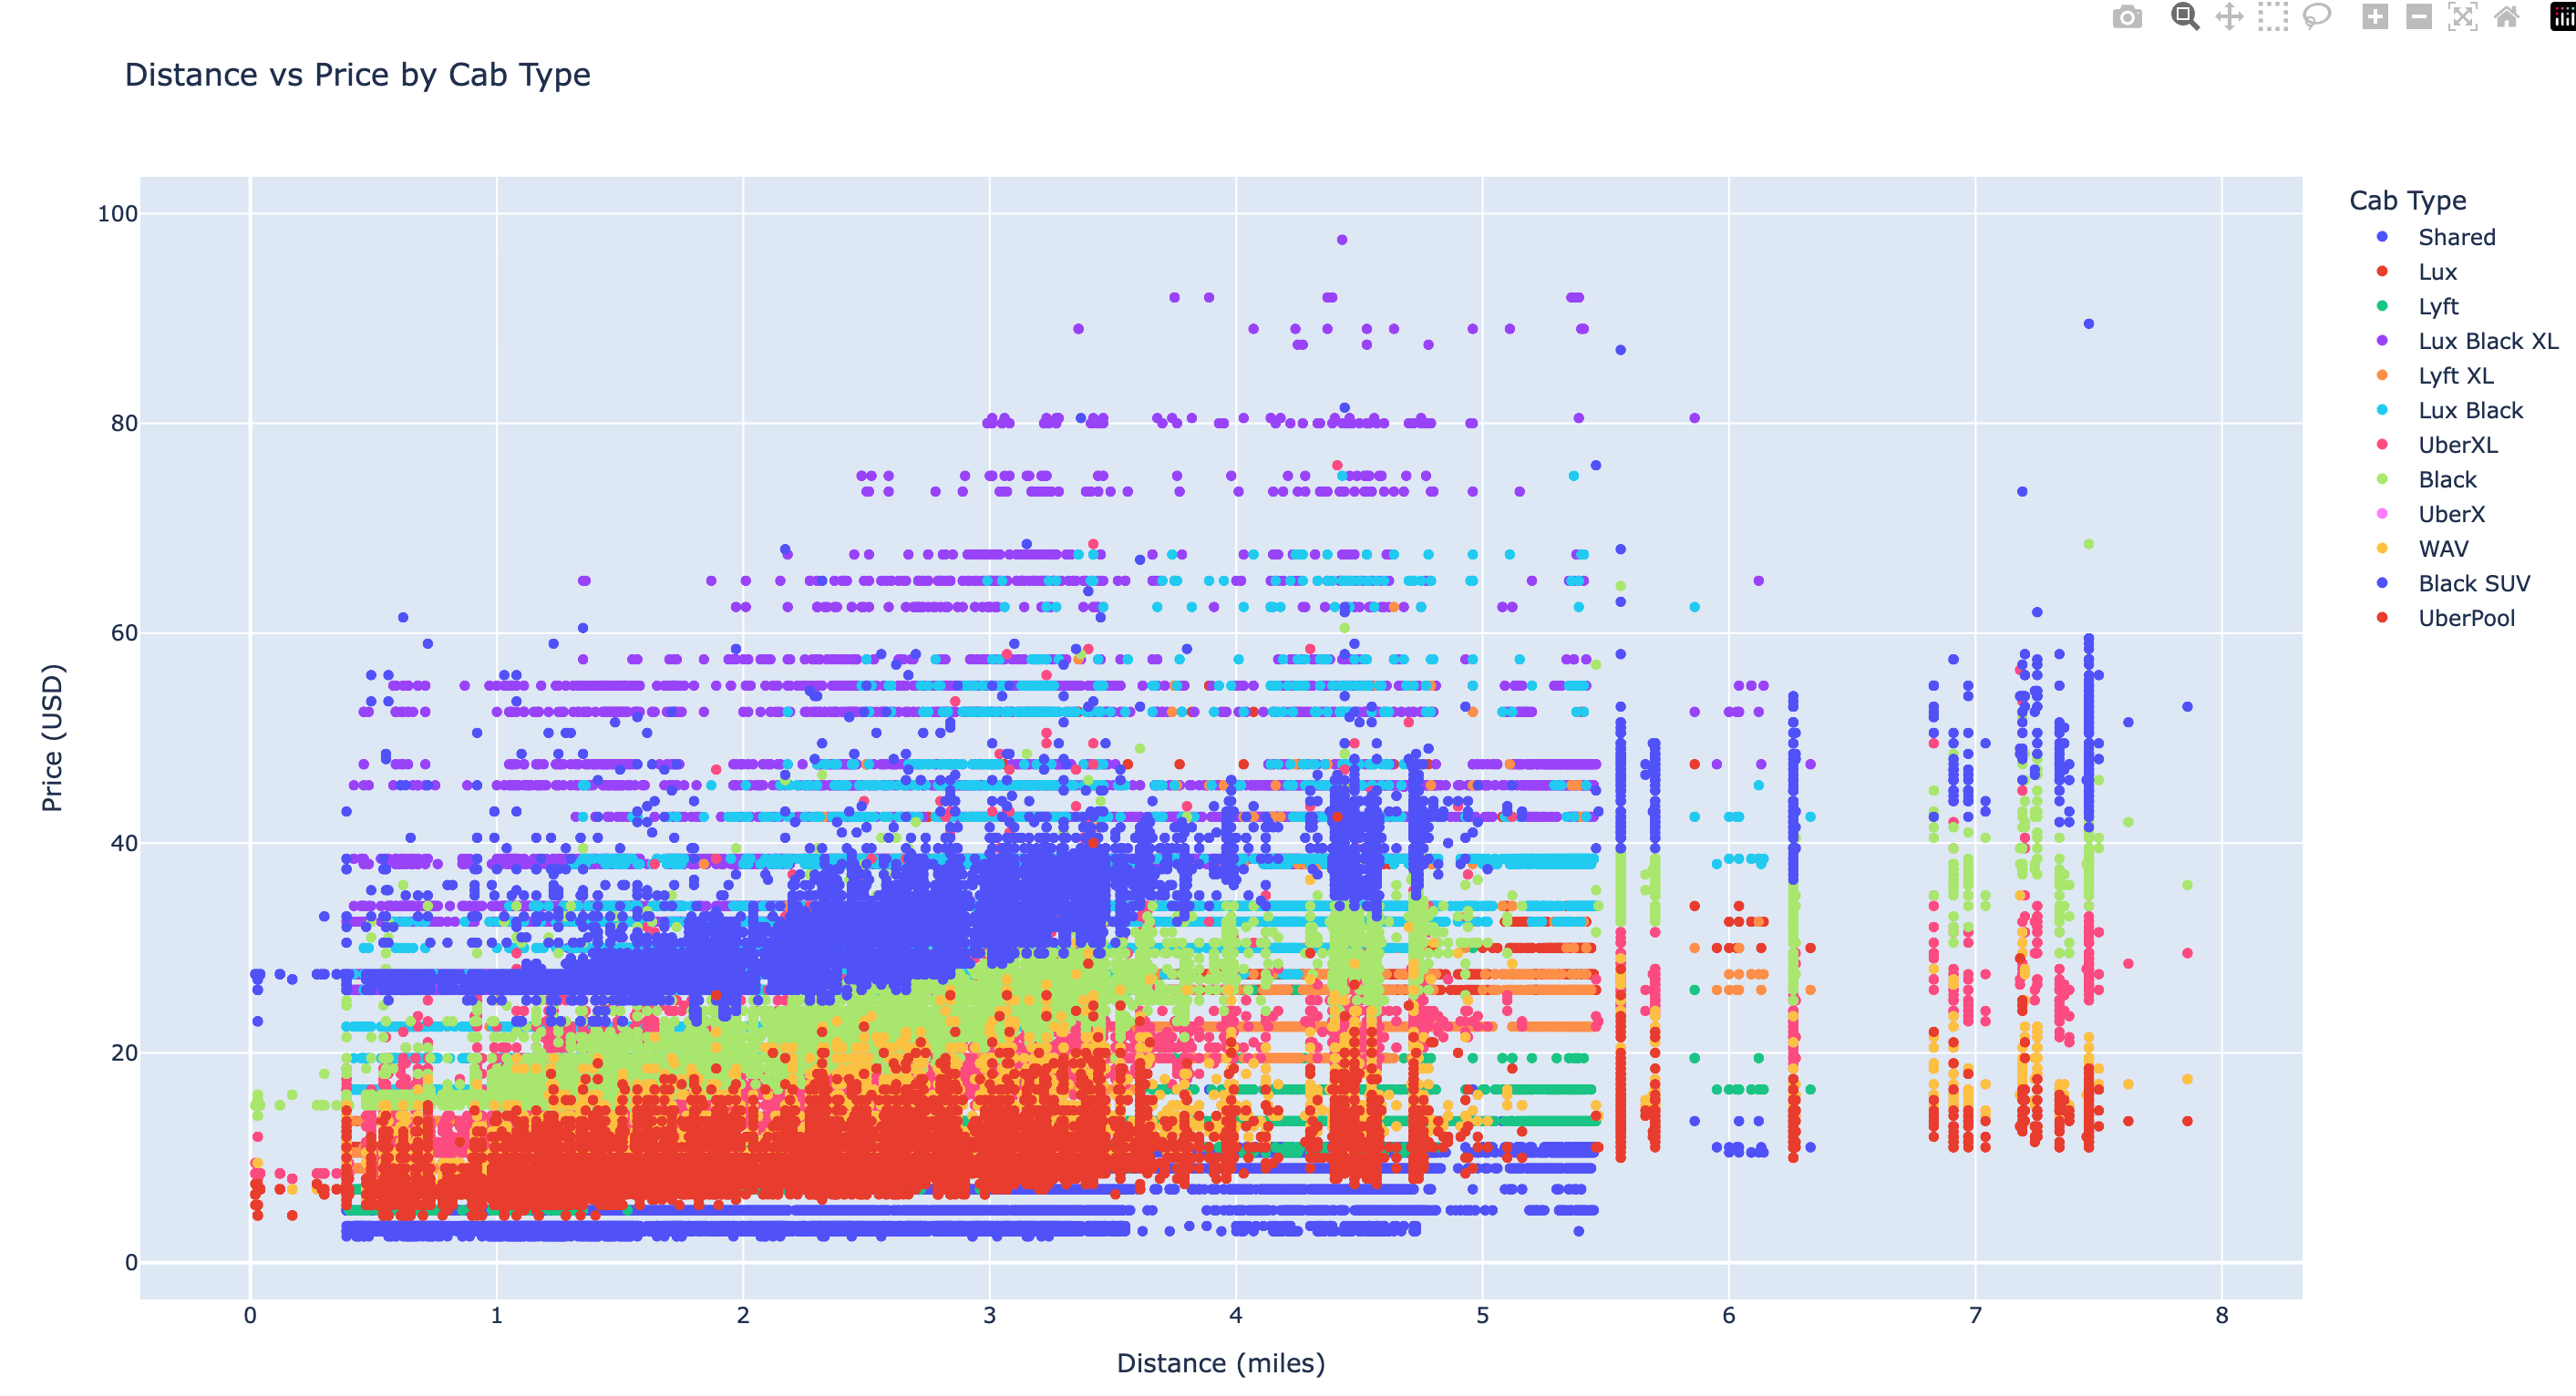 Distance vs Price by Cab Type
100
80
60
40
20
0
Price (USD)
0 1 2 3 4 5 6 7 8
Distance (miles)
Cab Type
Shared
Lux
Lyft
Lux Black XL
Lyft XL
Lux Black
UberXL
Black
UberX
WAV
Black SUV
UberPool